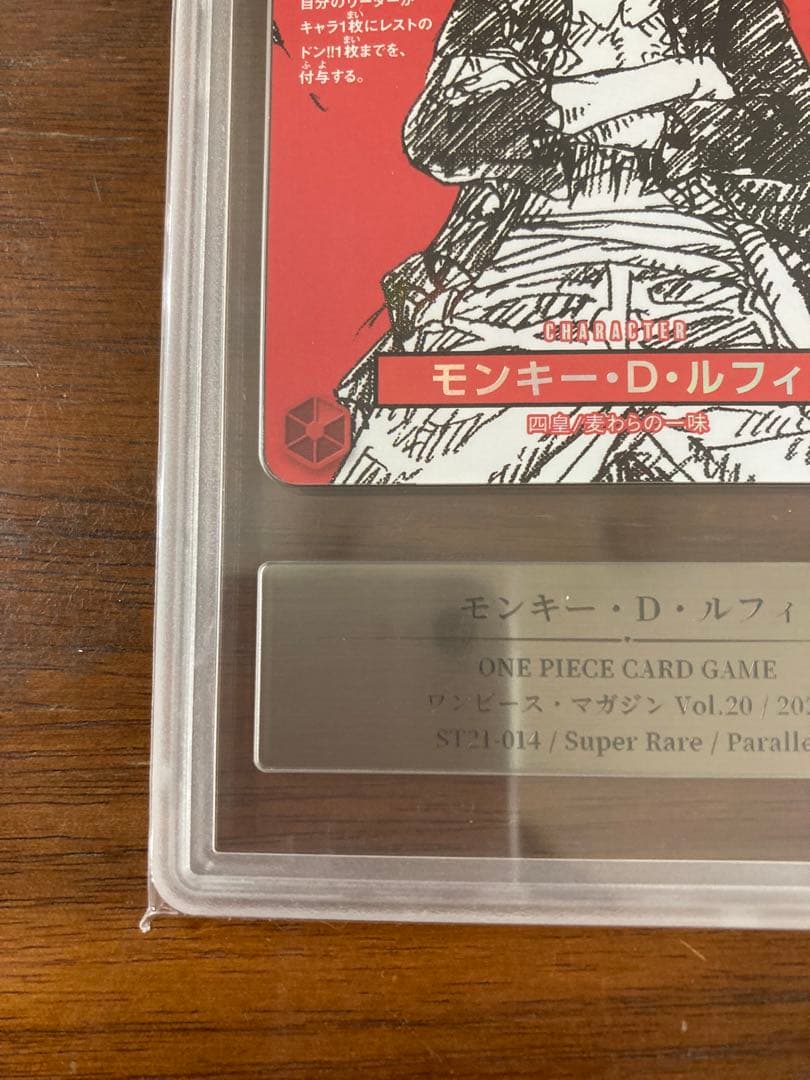 自分のリーダーか
キャラ1枚にレストの
ドン!!1枚までを、
付与する。
CHARACTER
モンキー・D・ルフィ
四皇/麦わらの一味
モンキー・D・ルフィ
ONE PIECE CARD GAME
ワンピース・マガジン Vol.20 / 202
ST21-014 / Super Rare / Paralle